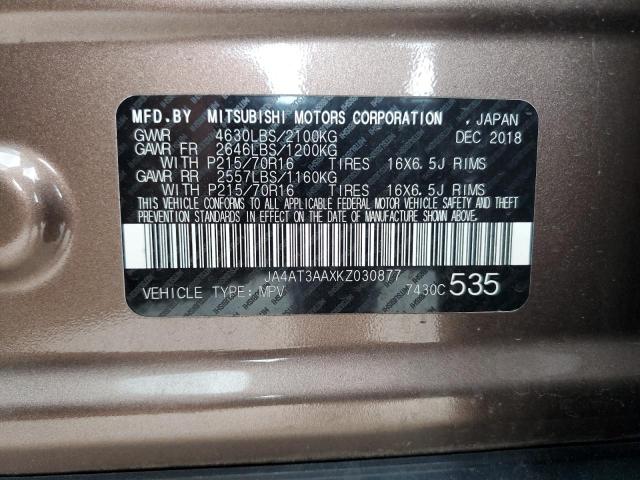 MFD.BY MITSUBISHI MOTORS CORPORATION , JAPAN
GVWR 4630LBS/2100KG DEC 2018
GAWR FR 2646LBS/1200KG
WITH P215/70R16 TIRES 16X6.5J RIMS
GAWR RR 2557LBS/1160KG
WITH P215/70R16 TIRES 16X6.5J RIMS
THIS VEHICLE CONFORMS TO ALL APPLICABLE FEDERAL MOTOR VEHICLE SAFETY AND THEFT
PREVENTION STANDARDS IN EFFECT ON THE DATE OF MANUFACTURE SHOWN ABOVE.
JA4AT3AAXKZ030877
VEHICLE TYPE: MPV 7430C 535